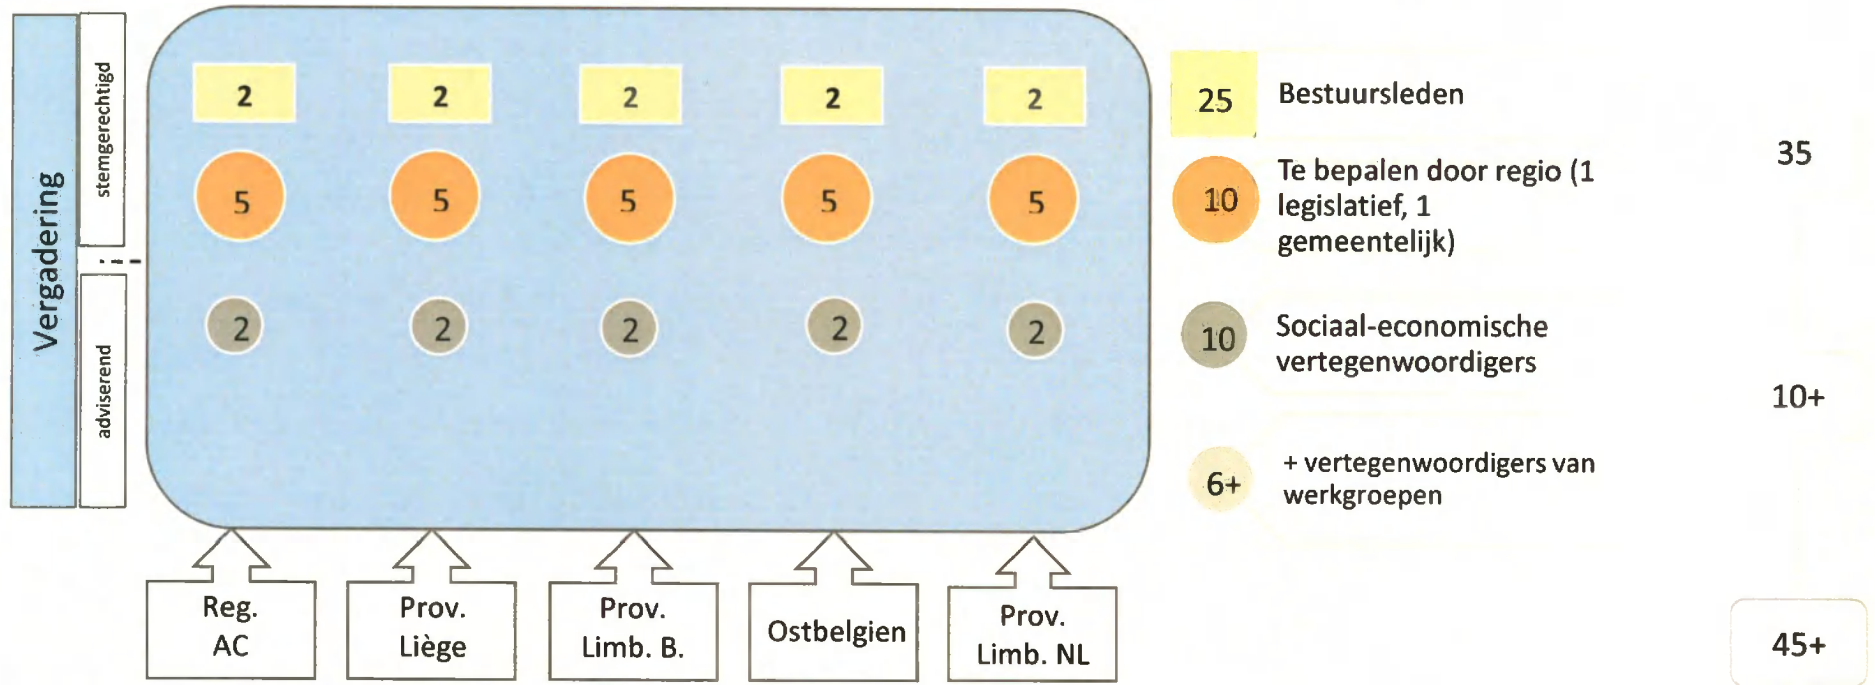 Vergadering
stemgerechtigd
adviserend
2 2 2 2 2
5 5 5 5 5
2 2 2 2 2
25 Bestuursleden
10 Te bepalen door regio (1
legislatief, 1
gemeentelijk)
35
10 Sociaal-economische
vertegenwoordigers
10+
6+ + vertegenwoordigers van
werkgroepen
Reg.
AC
Prov.
Liège
Prov.
Limb. B.
Ostbelgien
Prov.
Limb. NL
45+